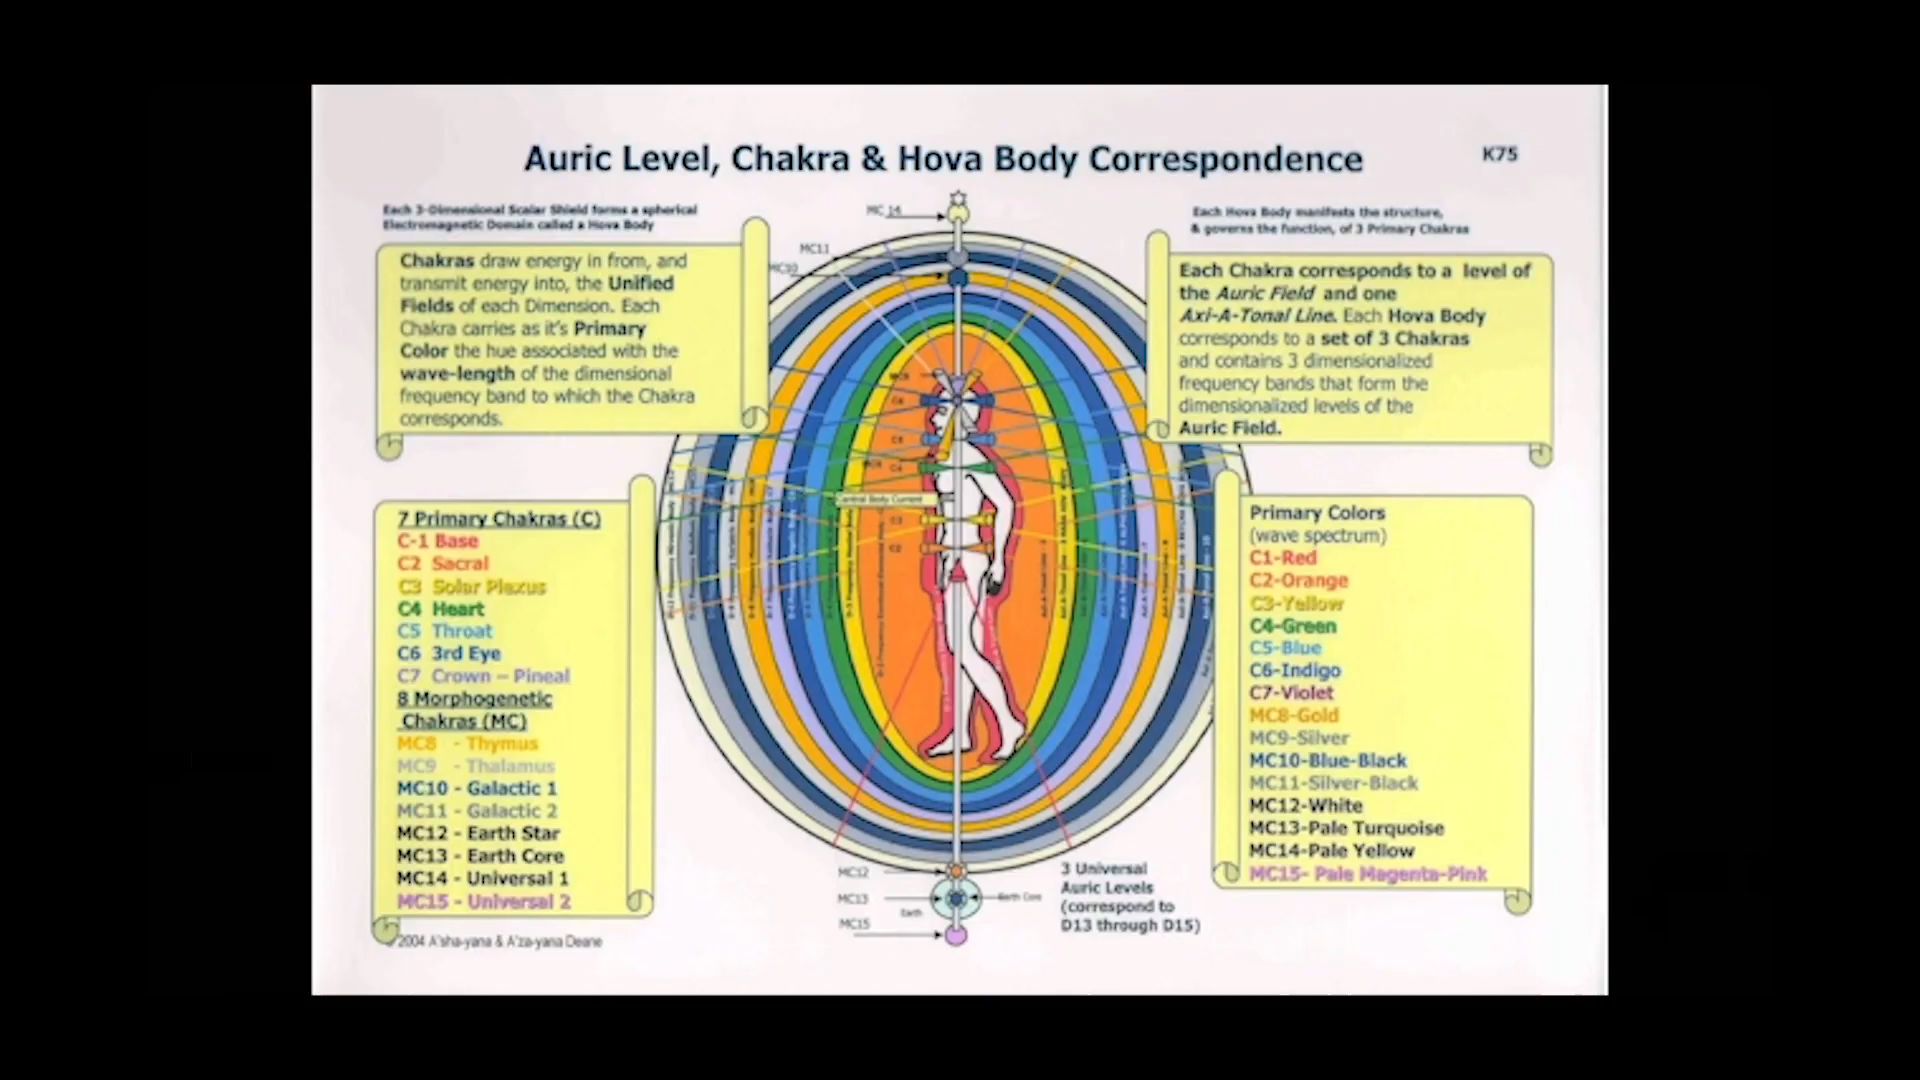 Auric Level, Chakra & Hova Body Correspondence
K75
Each 3-Dimensional Scalar Shield forms a spherical
Electromagnetic Domain called a Hova Body
Chakras draw energy in from, and
transmit energy into, the Unified
Fields of each Dimension. Each
Chakra carries as it's Primary
Color the hue associated with the
wave-length of the dimensional
frequency band to which the Chakra
corresponds.
MC 14
MC11
MC10
Each Hova Body manifests the structure,
& governs the function, of 3 Primary Chakras
Each Chakra corresponds to a level of
the Auric Field and one
Axi-A-Tonal Line. Each Hova Body
corresponds to a set of 3 Chakras
and contains 3 dimensionalized
frequency bands that form the
dimensionalized levels of the
Auric Field.
Central Body Current
C3
C2
7 Primary Chakras (C)
C-1 Base
C2 Sacral
C3 Solar Plexus
C4 Heart
C5 Throat
C6 3rd Eye
C7 Crown – Pineal
8 Morphogenetic
Chakras (MC)
MC8 - Thymus
MC9 - Thalamus
MC10 - Galactic 1
MC11 - Galactic 2
MC12 - Earth Star
MC13 - Earth Core
MC14 - Universal 1
MC15 - Universal 2
Primary Colors
(wave spectrum)
C1-Red
C2-Orange
C3-Yellow
C4-Green
C5-Blue
C6-Indigo
C7-Violet
MC8-Gold
MC9-Silver
MC10-Blue-Black
MC11-Silver-Black
MC12-White
MC13-Pale Turquoise
MC14-Pale Yellow
MC15- Pale Magenta-Pink
MC12
MC13
Earth
MC15
Earth Core
3 Universal
Auric Levels
(correspond to
D13 through D15)
© 2004 A'sha-yana & A'za-yana Deane